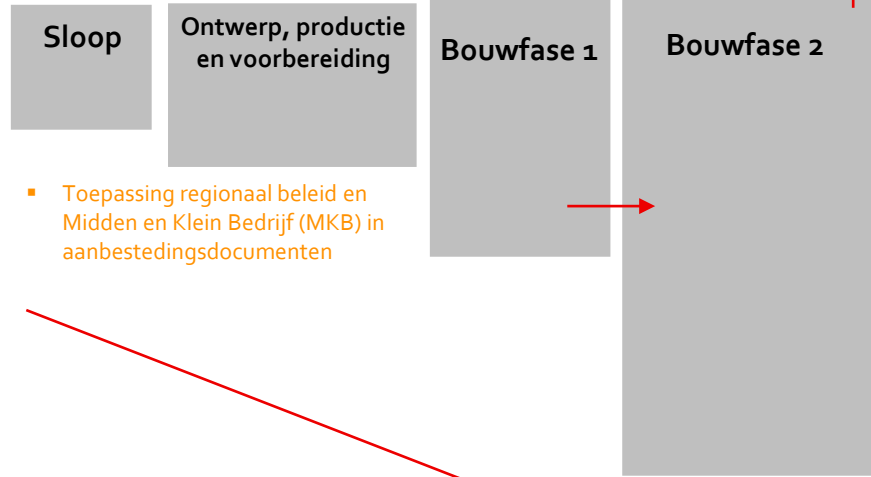 Sloop
Ontwerp, productie
en voorbereiding
Bouwfase 1
Bouwfase 2
▪ Toepassing regionaal beleid en
Midden en Klein Bedrijf (MKB) in
aanbestedingsdocumenten